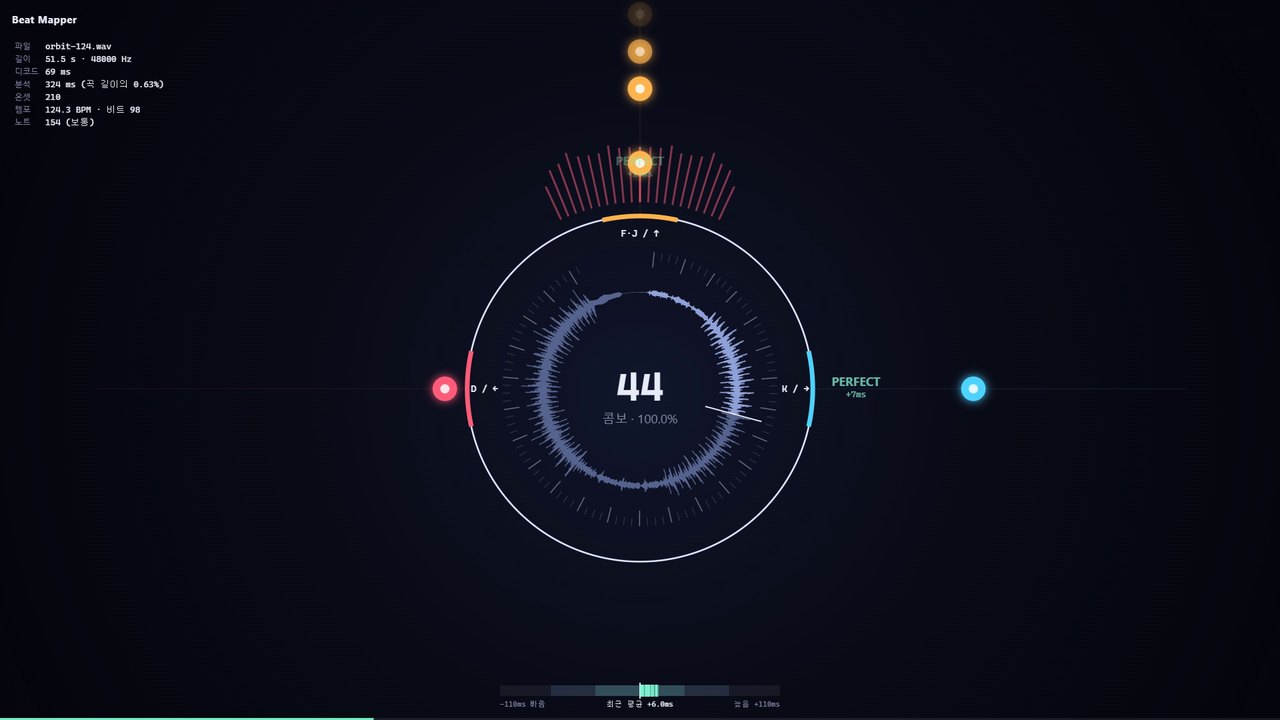 Beat Mapper
파일 orbit-124.wav
길이 51.5 s · 48000 Hz
디코드 69 ms
분석 324 ms (곡 길이의 0.63%)
온셋 210
템포 124.3 BPM · 비트 98
노트 154 (보통)
F·J / ↑
D / ←
K / →
PERFECT
+7ms
44
콤보 · 100.0%
-110ms 빠름
최근 평균 +6.0ms
늦음 +110ms